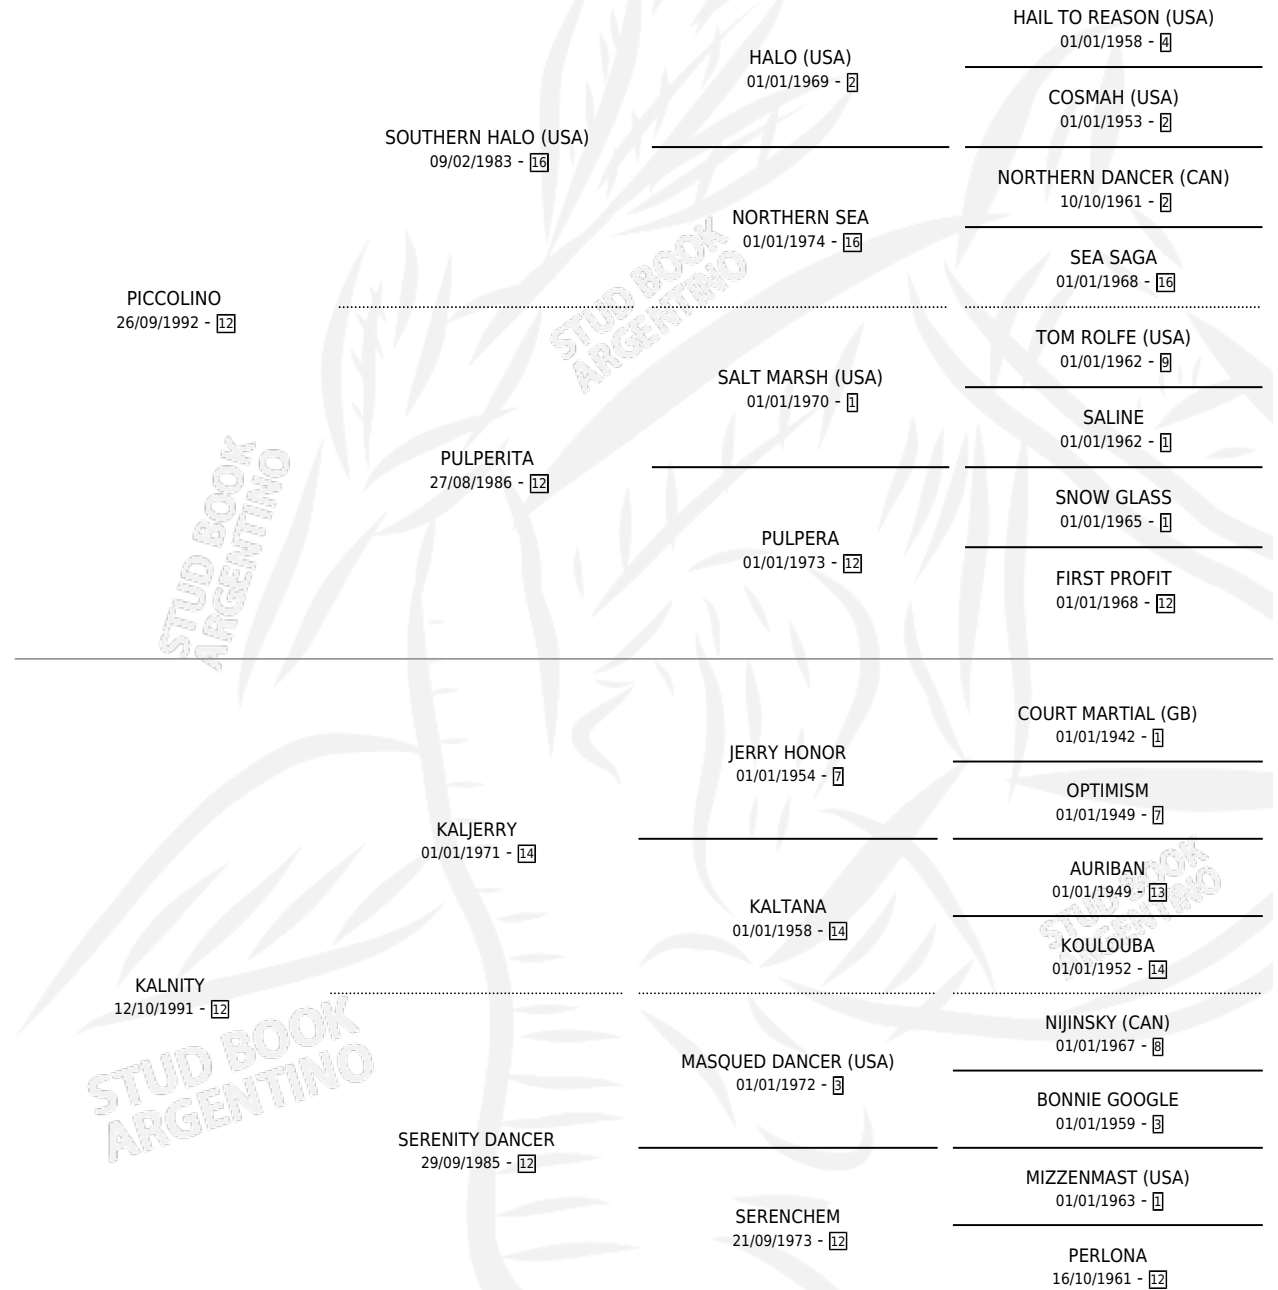 HAIL TO REASON (USA)
01/01/1958 - 4
HALO (USA)
01/01/1969 - 2
COSMAH (USA)
01/01/1953 - 2
SOUTHERN HALO (USA)
09/02/1983 - 16
NORTHERN DANCER (CAN)
10/10/1961 - 2
NORTHERN SEA
01/01/1974 - 16
SEA SAGA
01/01/1968 - 16
PICCOLINO
26/09/1992 - 12
TOM ROLFE (USA)
01/01/1962 - 9
SALT MARSH (USA)
01/01/1970 - 1
SALINE
01/01/1962 - 1
PULPERITA
27/08/1986 - 12
SNOW GLASS
01/01/1965 - 1
PULPERA
01/01/1973 - 12
FIRST PROFIT
01/01/1968 - 12
STUD BOOK
ARGENTINO
STUD BOOK
ARGENTINO
COURT MARTIAL (GB)
01/01/1942 - 1
JERRY HONOR
01/01/1954 - 7
OPTIMISM
01/01/1949 - 7
KALJERRY
01/01/1971 - 14
AURIBAN
01/01/1949 - 13
KALTANA
01/01/1958 - 14
KOULOUBA
01/01/1952 - 14
STUD BOOK
ARGENTINO
KALNITY
12/10/1991 - 12
NIJINSKY (CAN)
01/01/1967 - 8
MASQUED DANCER (USA)
01/01/1972 - 3
BONNIE GOOGLE
01/01/1959 - 3
SERENITY DANCER
29/09/1985 - 12
MIZZENMAST (USA)
01/01/1963 - 1
SERENCHEM
21/09/1973 - 12
PERLONA
16/10/1961 - 12
STUD BOOK
ARGENTINO